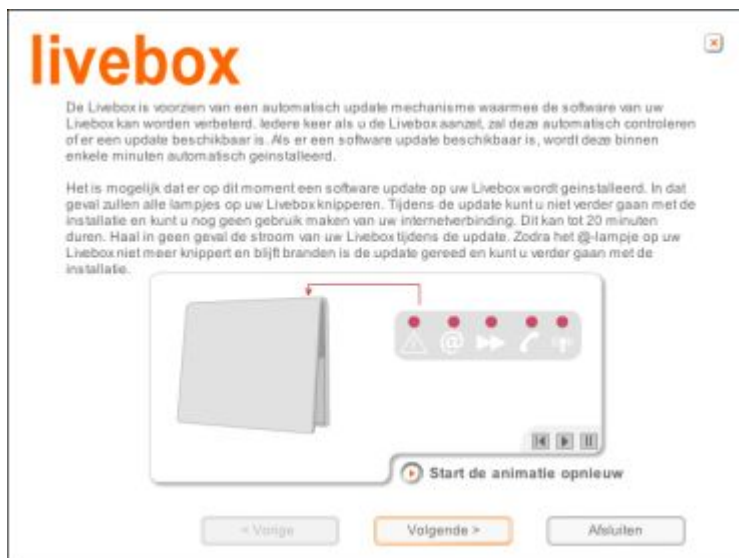 livebox
De Livebox is voorzien van een automatisch update mechanisme waarmee de software van uw
Livebox kan worden verbeterd. Iedere keer als u de Livebox aanzet, zal deze automatisch controleren
of er een update beschikbaar is. Als er een software update beschikbaar is, wordt deze binnen
enkele minuten automatisch geinstalleerd.
Het is mogelijk dat er op dit moment een software update op uw Livebox wordt geinstalleerd. In dat
geval zullen alle lampjes op uw Livebox knipperen. Tijdens de update kunt u niet verder gaan met de
installatie en kunt u nog geen gebruik maken van uw internetverbinding. Dit kan tot 20 minuten
duren. Haal in geen geval de stroom van uw Livebox tijdens de update. Zodra het @-lampje op uw
Livebox niet meer knippert en blijft branden is de update gereed en kunt u verder gaan met de
installatie.
@
Start de animatie opnieuw
< Vorige
Volgende >
Afsluiten